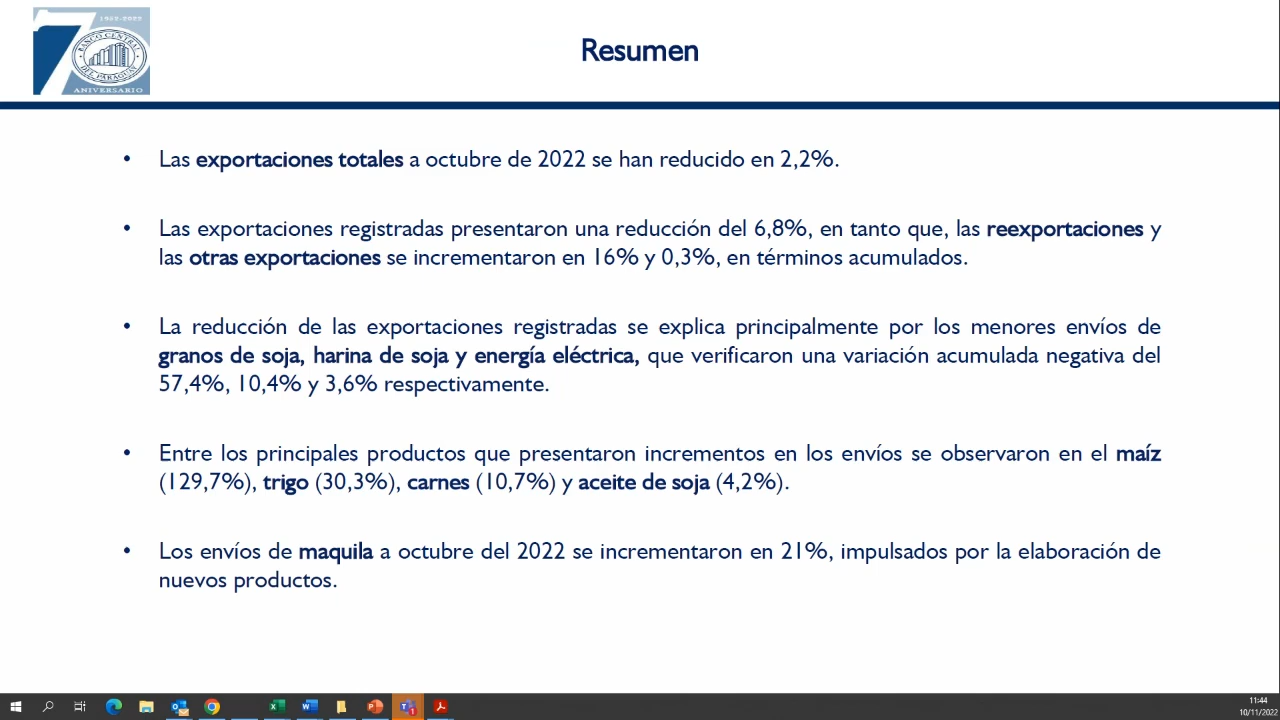 1952-2022
BANCO CENTRAL
DEL PARAGUAY
ANIVERSARIO
Resumen
• Las exportaciones totales a octubre de 2022 se han reducido en 2,2%.
• Las exportaciones registradas presentaron una reducción del 6,8%, en tanto que, las reexportaciones y
las otras exportaciones se incrementaron en 16% y 0,3%, en términos acumulados.
• La reducción de las exportaciones registradas se explica principalmente por los menores envíos de
granos de soja, harina de soja y energía eléctrica, que verificaron una variación acumulada negativa del
57,4%, 10,4% y 3,6% respectivamente.
• Entre los principales productos que presentaron incrementos en los envíos se observaron en el maíz
(129,7%), trigo (30,3%), carnes (10,7%) y aceite de soja (4,2%).
• Los envíos de maquila a octubre del 2022 se incrementaron en 21%, impulsados por la elaboración de
nuevos productos.
11:44
10/11/2022